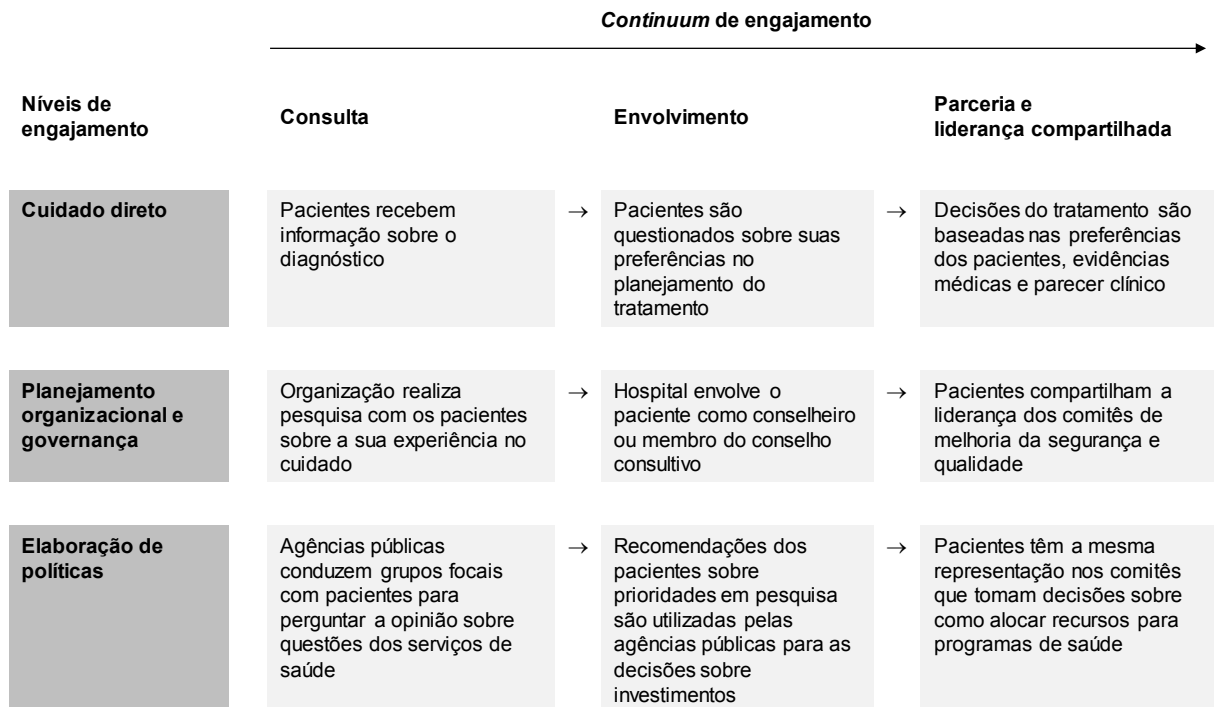 Continuum de engajamento
Níveis de
engajamento
Consulta
Envolvimento
Parceria e
liderança compartilhada
Cuidado direto
Pacientes recebem
informação sobre o
diagnóstico
→
Pacientes são
questionados sobre suas
preferências no
planejamento do
tratamento
→
Decisões do tratamento são
baseadas nas preferências
dos pacientes, evidências
médicas e parecer clínico
Planejamento
organizacional e
governança
Organização realiza
pesquisa com os pacientes
sobre a sua experiência no
cuidado
→
Hospital envolve o
paciente como conselheiro
ou membro do conselho
consultivo
→
Pacientes compartilham a
liderança dos comitês de
melhoria da segurança e
qualidade
Elaboração de
políticas
Agências públicas
conduzem grupos focais
com pacientes para
perguntar a opinião sobre
questões dos serviços de
saúde
→
Recomendações dos
pacientes sobre
prioridades em pesquisa
são utilizadas pelas
agências públicas para as
decisões sobre
investimentos
→
Pacientes têm a mesma
representação nos comitês
que tomam decisões sobre
como alocar recursos para
programas de saúde